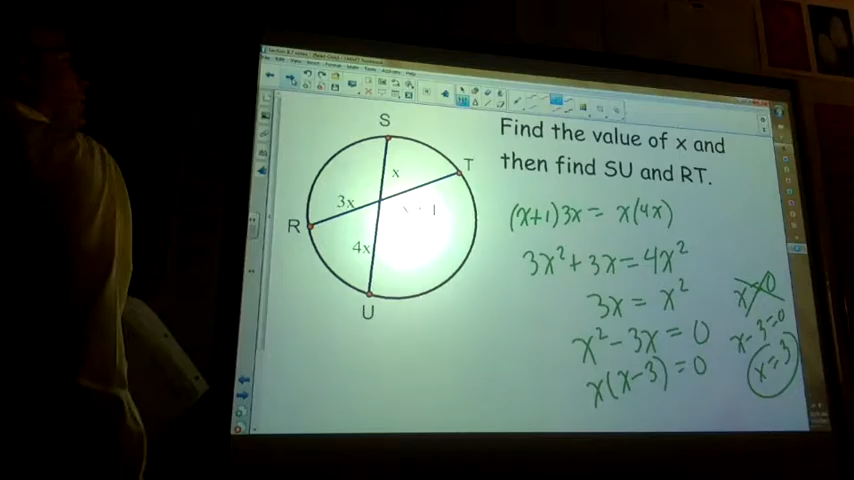 S
T
x
3x
R
4x
U
Find the value of x and
then find SU and RT.
(x+1)3x = x(4x)
3x² + 3x = 4x²
3x = x²
x² - 3x = 0
x(x-3) = 0
x=0
x-3=0
x=3